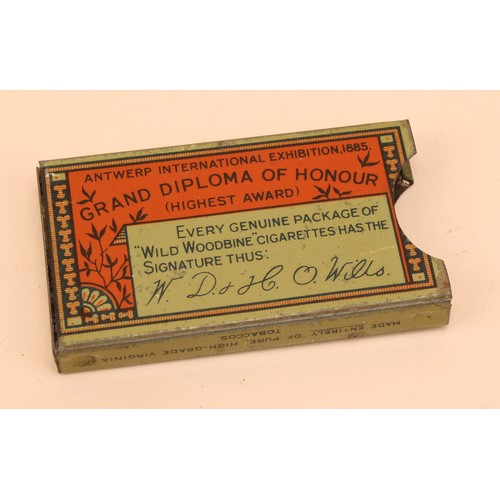 ANTWERP INTERNATIONAL EXHIBITION, 1885.
GRAND DIPLOMA OF HONOUR
(HIGHEST AWARD)
EVERY GENUINE PACKAGE OF
"WILD WOODBINE" CIGARETTES HAS THE
SIGNATURE THUS:
W. D. & H. O. Wills.
MADE ENTIRELY OF PURE, HIGH-GRADE VIRGINIA
TOBACCOS